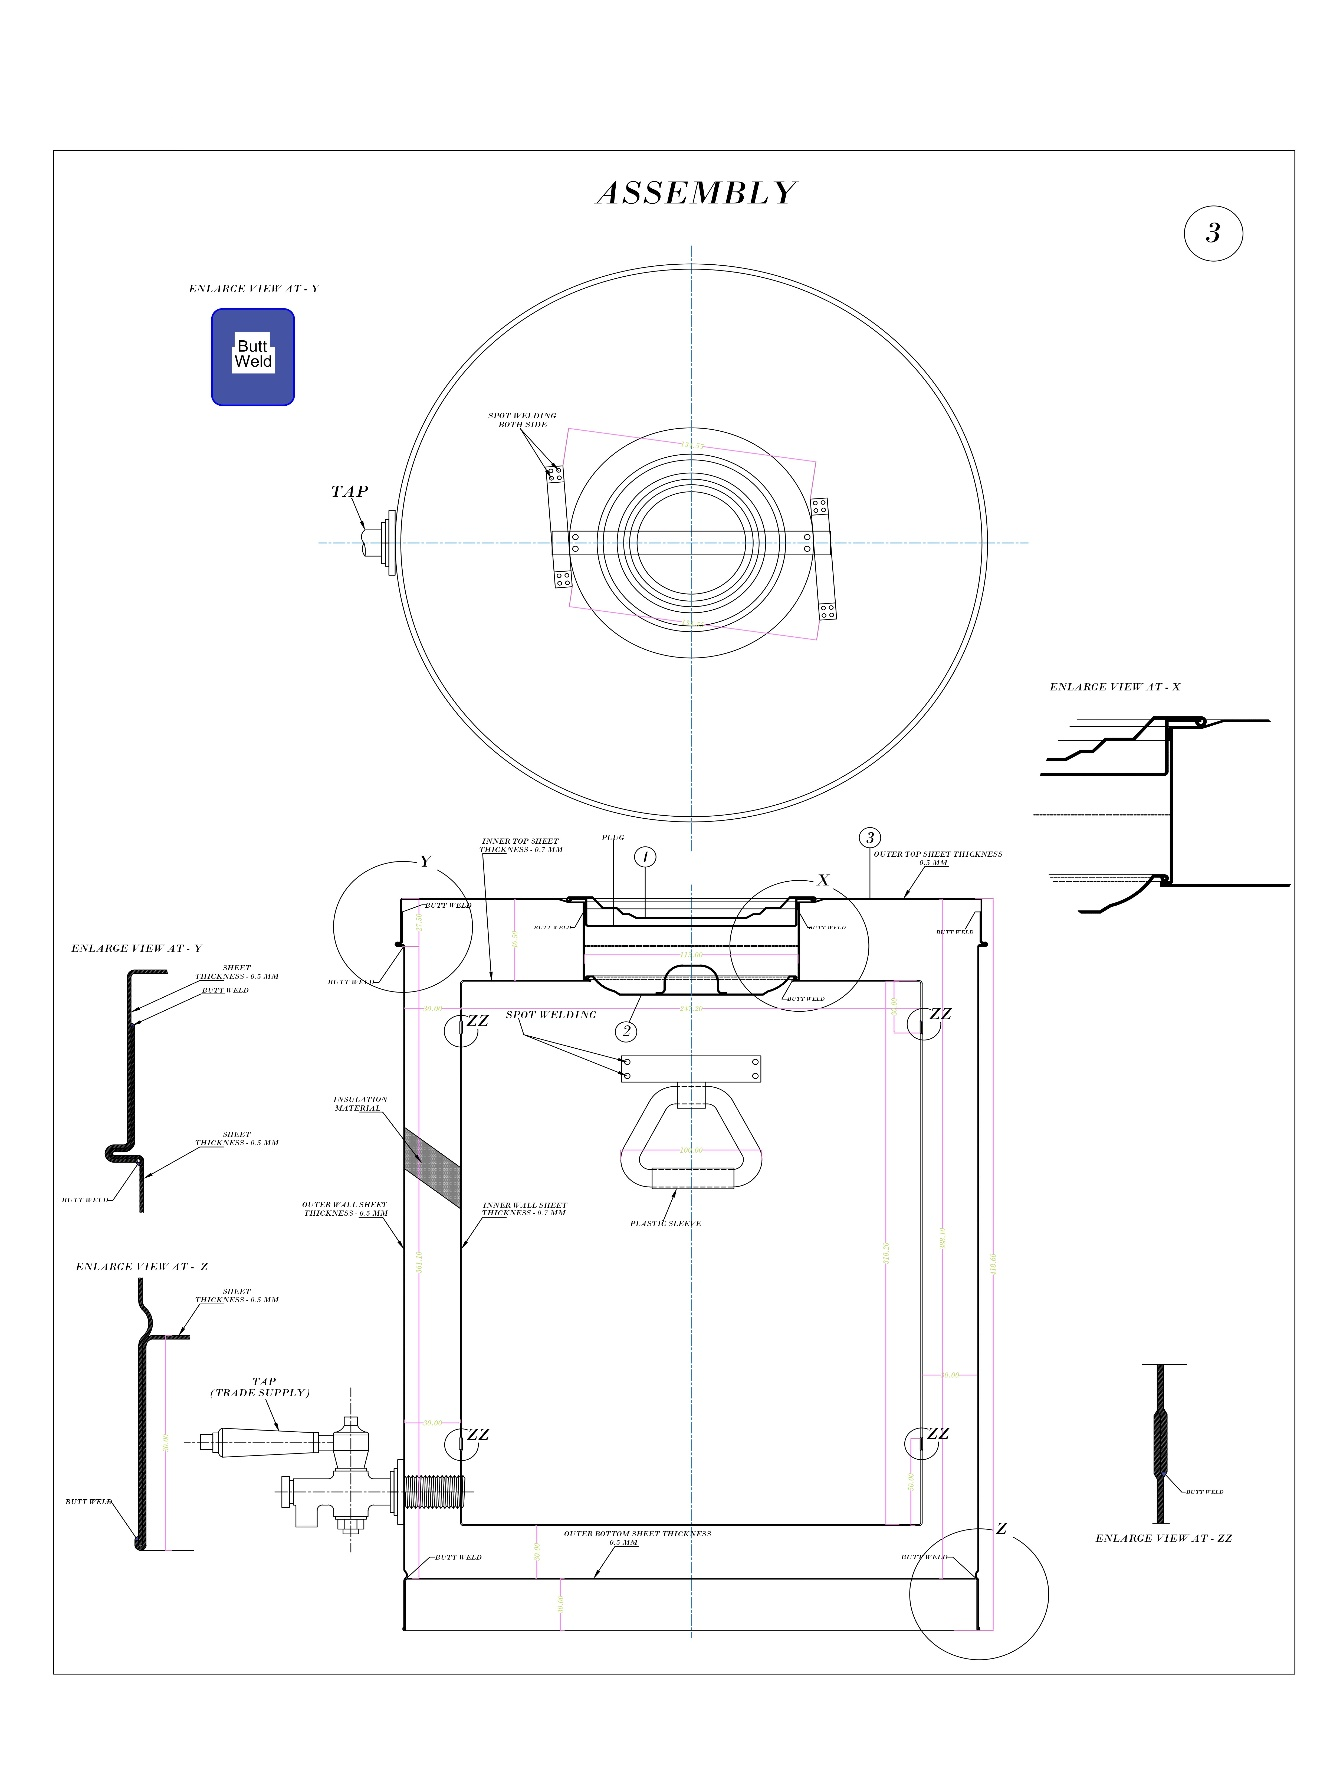 ASSEMBLY
3
ENLARGE VIEW AT - Y
Butt
Weld
SPOT WELDING
BOTH SIDE
TAP
ENLARGE VIEW AT - X
INNER TOP SHEET
THICKNESS - 0.7 MM
PLUG
1
3
OUTER TOP SHEET THICKNESS
0.5 MM
Y
X
BUTT WELD
BUTT WELD
BUTT WELD
BUTT WELD
ENLARGE VIEW AT - Y
SHEET
THICKNESS - 0.5 MM
BUTT WELD
BUTT WELD
BUTT WELD
ZZ
SPOT WELDING
2
ZZ
INSULATION
MATERIAL
SHEET
THICKNESS - 0.5 MM
BUTT WELD
OUTER WALL SHEET
THICKNESS - 0.5 MM
INNER WALL SHEET
THICKNESS - 0.7 MM
PLASTIC SLEEVE
ENLARGE VIEW AT - Z
SHEET
THICKNESS - 0.5 MM
TAP
(TRADE SUPPLY)
ZZ
ZZ
BUTT WELD
BUTT WELD
OUTER BOTTOM SHEET THICKNESS
0.5 MM
Z
ENLARGE VIEW AT - ZZ
BUTT WELD
BUTT WELD